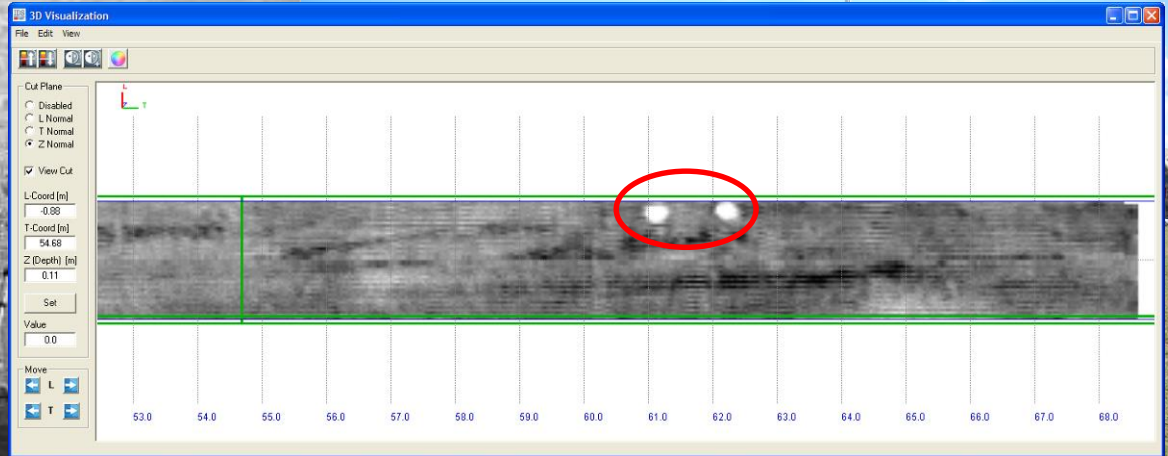 3D Visualization
File Edit View
Cut Plane
Disabled
L Normal
T Normal
Z Normal
View Cut
L-Coord [m]
-0.88
T-Coord [m]
54.68
Z (Depth) [m]
0.11
Set
Value
0.0
Move
L
T
L
Z T
53.0 54.0 55.0 56.0 57.0 58.0 59.0 60.0 61.0 62.0 63.0 64.0 65.0 66.0 67.0 68.0